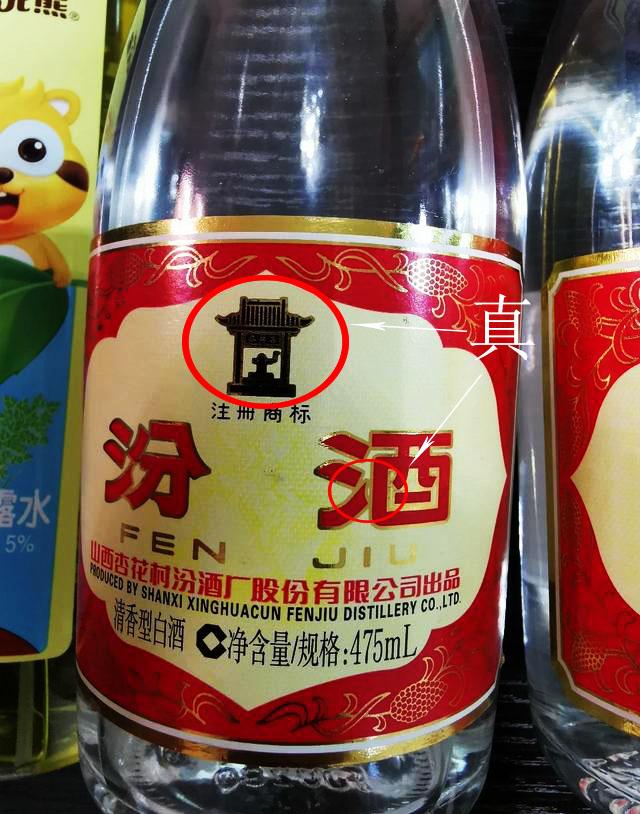 熊®
真
注册商标
汾 酒
FEN JIU
山西杏花村汾酒厂股份有限公司出品
PRODUCED BY SHANXI XINGHUACUN FENJIU DISTILLERY CO.,LTD.
清香型白酒 净含量/规格:475mL
露水
5%